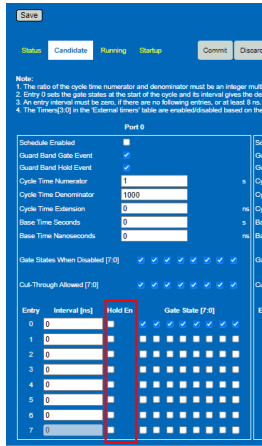 Save
Status Candidate Running Startup Commit Discar
Note:
1. The ratio of the cycle time numerator and denominator must be an integer mult
2. Entry 0 sets the gate states at the start of the cycle and its interval gives the de
3. An entry interval must be zero, if there are no following entries, or at least 8 ns.
4. The Timers[3:0] in the 'External timers' table are enabled/disabled based on the
Port 0
Schedule Enabled
Guard Band Gate Event
Guard Band Hold Event
Cycle Time Numerator 1 s
Cycle Time Denominator 1000
Cycle Time Extension 0 ns
Base Time Seconds 0 s
Base Time Nanoseconds 0 ns
Gate States When Disabled [7:0]
Cut-Through Allowed [7:0]
Entry Interval [ns] Hold En Gate State [7:0]
0 0
1 0
2 0
3 0
4 0
5 0
6 0
7 0